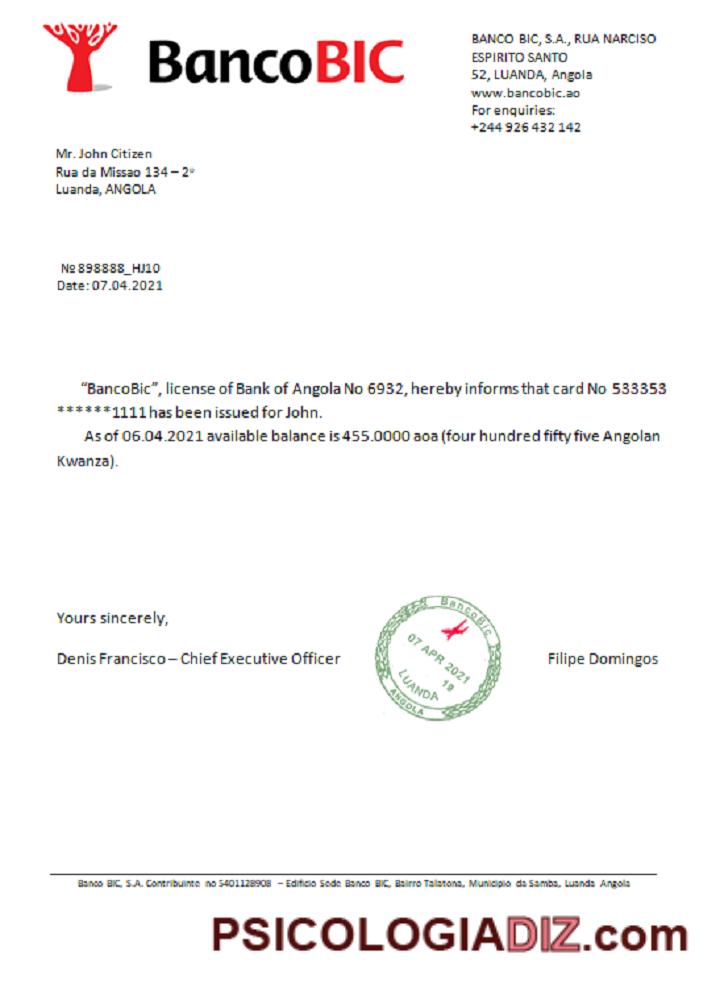 BancoBIC
BANCO BIC, S.A., RUA NARCISO
ESPIRITO SANTO
52, LUANDA, Angola
www.bancobic.ao
For enquiries:
+244 926 432 142
Mr. John Citizen
Rua da Missao 134 – 2º
Luanda, ANGOLA
№ 898888_HJ10
Date: 07.04.2021
“BancoBic”, license of Bank of Angola No 6932, hereby informs that card No 533353
******1111 has been issued for John.
As of 06.04.2021 available balance is 455.0000 aoa (four hundred fifty five Angolan
Kwanza).
Yours sincerely,
Denis Francisco – Chief Executive Officer
BancoBic
07 APR 2021
19
LUANDA
ANGOLA
Filipe Domingos
Banco BIC, S.A. Contribuinte no 5401128908 – Edificio Sede Banco BIC, Bairro Talatona, Municipio da Samba, Luanda Angola
PSICOLOGIADIZ.com